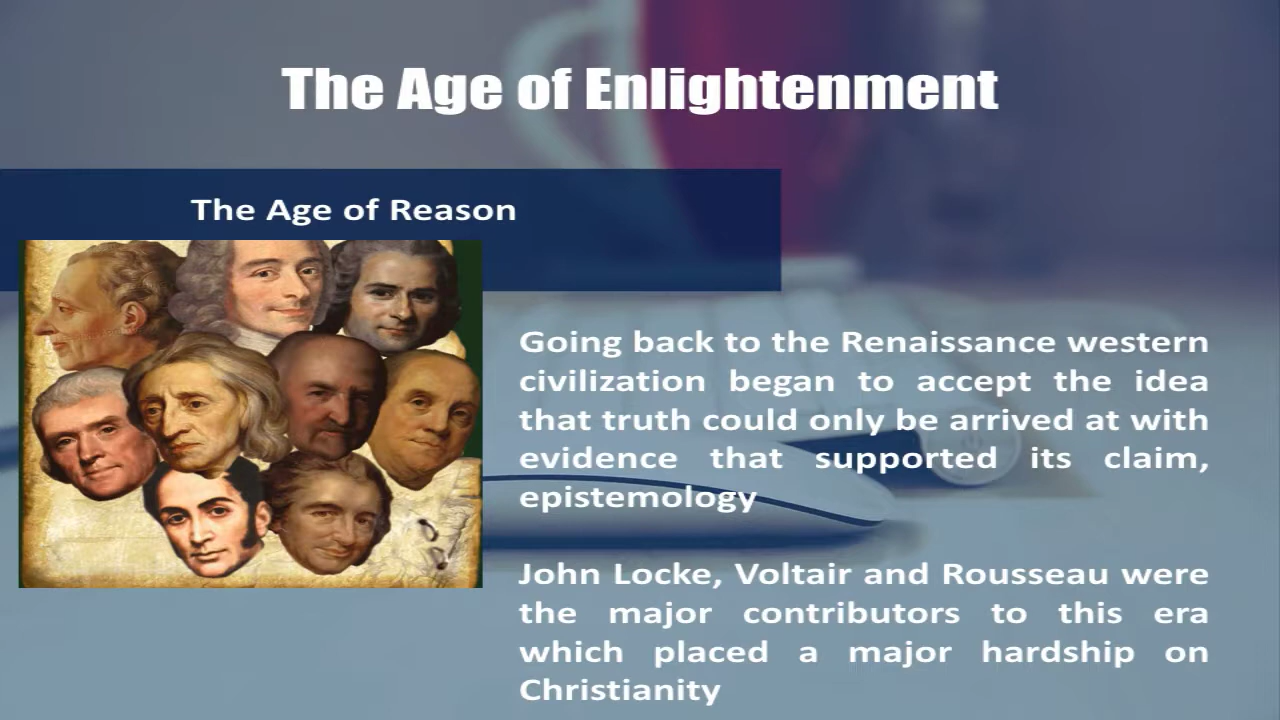 The Age of Enlightenment
The Age of Reason
Going back to the Renaissance western
civilization began to accept the idea
that truth could only be arrived at with
evidence that supported its claim,
epistemology
John Locke, Voltair and Rousseau were
the major contributors to this era
which placed a major hardship on
Christianity